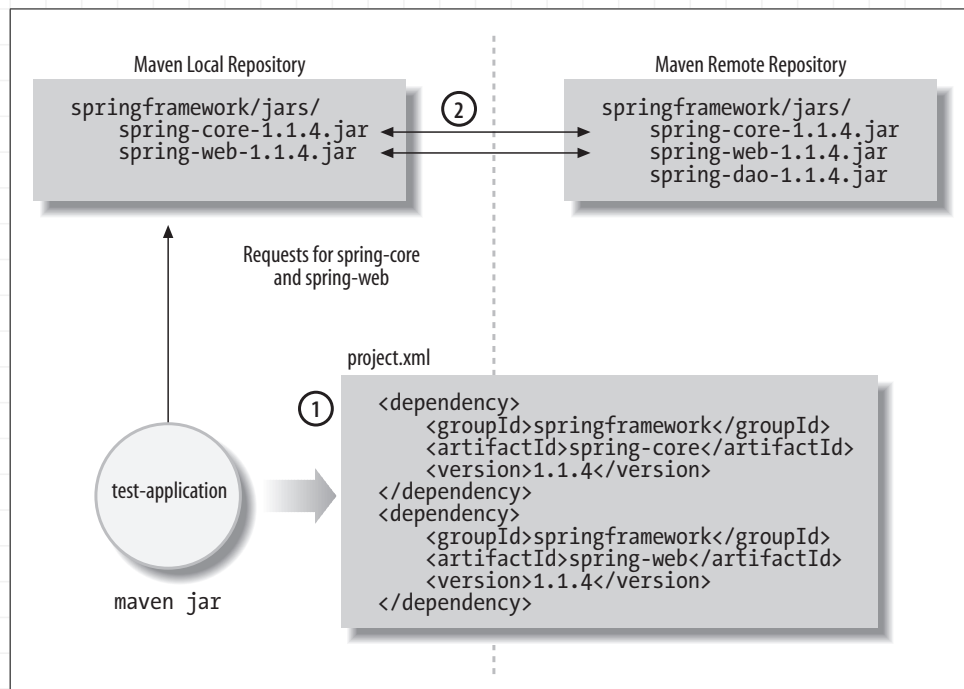 Maven Local Repository
springframework/jars/
spring-core-1.1.4.jar
spring-web-1.1.4.jar
2
Maven Remote Repository
springframework/jars/
spring-core-1.1.4.jar
spring-web-1.1.4.jar
spring-dao-1.1.4.jar
Requests for spring-core
and spring-web
project.xml
1
<dependency>
<groupId>springframework</groupId>
<artifactId>spring-core</artifactId>
<version>1.1.4</version>
</dependency>
<dependency>
<groupId>springframework</groupId>
<artifactId>spring-web</artifactId>
<version>1.1.4</version>
</dependency>
test-application
maven jar